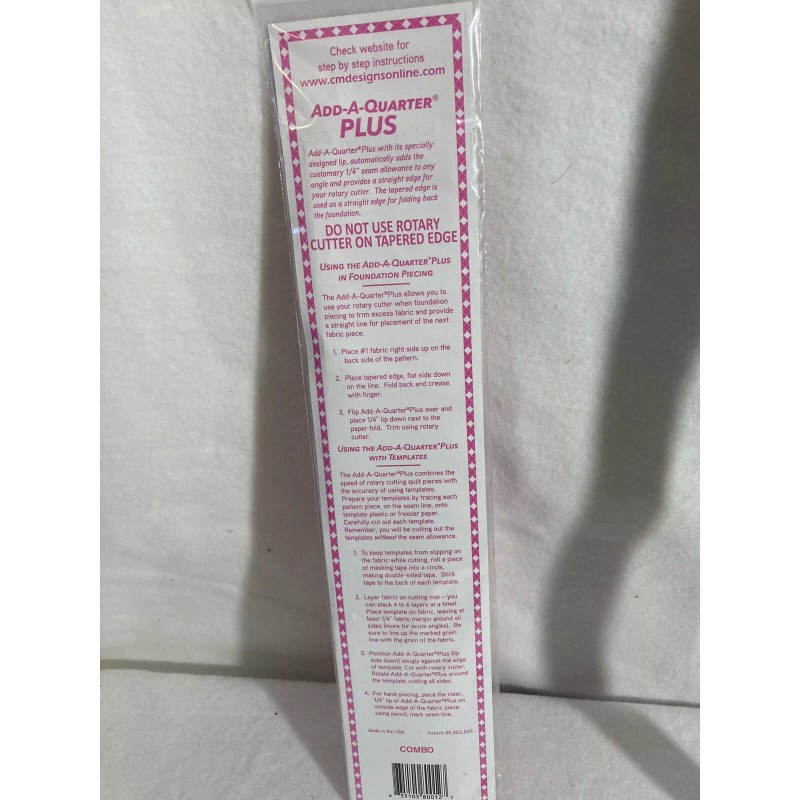 Check website for
step by step instructions
www.cmdesignsonline.com
ADD-A-QUARTER®
PLUS
Add-A-Quarter®Plus with its specially
designed lip, automatically adds the
customary 1/4" seam allowance to any
angle and provides a straight edge for
your rotary cutter. The tapered edge is
used as a straight edge for folding back
the foundation.
DO NOT USE ROTARY
CUTTER ON TAPERED EDGE
USING THE ADD-A-QUARTER®PLUS
IN FOUNDATION PIECING
The Add-A-Quarter®Plus allows you to
use your rotary cutter when foundation
piecing to trim excess fabric and provide
a straight line for placement of the next
fabric piece.
1. Place #1 fabric right side up on the
back side of the pattern.
2. Place tapered edge, flat side down
on the line. Fold back and crease
with finger.
3. Flip Add-A-Quarter®Plus over and
place 1/4" lip down next to the
paper fold. Trim using rotary
cutter.
USING THE ADD-A-QUARTER®PLUS
WITH TEMPLATES
The Add-A-Quarter®Plus combines the
speed of rotary cutting quilt pieces with
the accuracy of using templates.
Prepare your templates by tracing each
pattern piece, on the seam line, onto
template plastic or freezer paper.
Carefully cut out each template.
Remember, you will be cutting out the
templates without the seam allowance.
1. To keep templates from slipping on
the fabric while cutting, roll a piece
of masking tape into a circle,
making double-sided tape. Stick
tape to the back of each template.
2. Layer fabric on cutting mat – you
can stack 4 to 6 layers at a time!
Place template on fabric, leaving at
least 1/4" fabric margin around all
sides (more for acute angles). Be
sure to line up the marked grain
line with the grain of the fabric.
3. Position Add-A-Quarter®Plus (lip
side down) snugly against the edge
of template, Cut with rotary cutter.
Rotate Add-A-Quarter®Plus around
the template, cutting all sides.
4. For hand-piecing, place the clear,
1/4" lip of Add-A-Quarter®Plus on
outside edge of the fabric piece;
using pencil, mark seam line.
Made in the USA Patent #9,962,845
COMBO
35105 80012 7